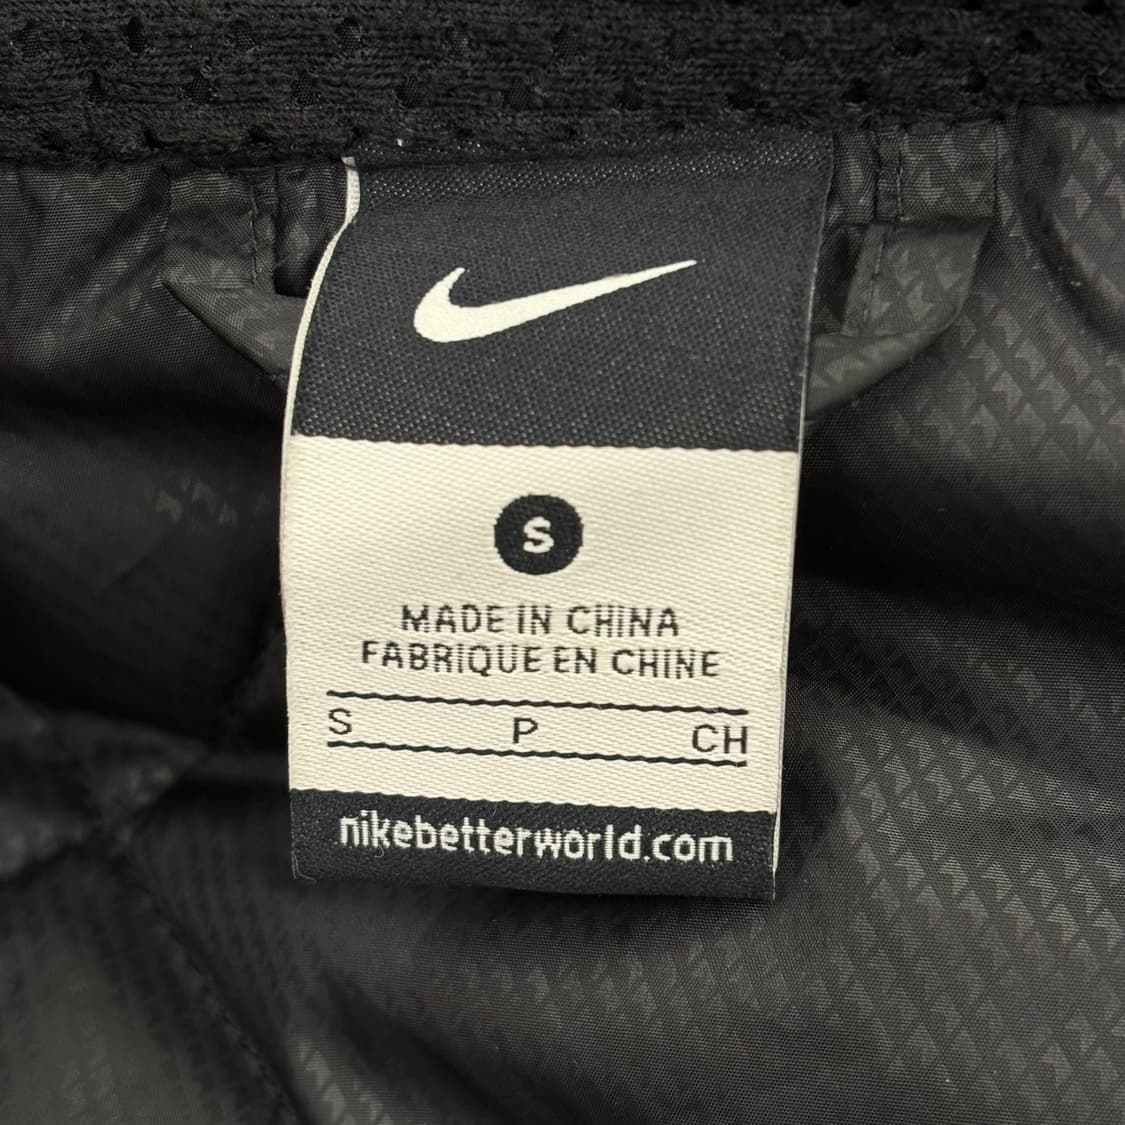 S
MADE IN CHINA
FABRIQUE EN CHINE
S P CH
nikebetterworld.com